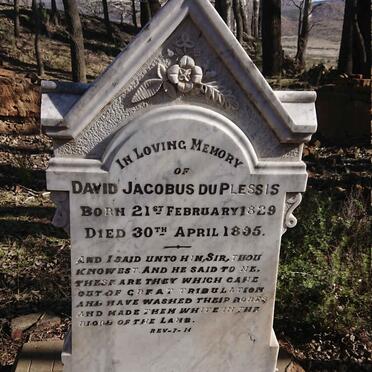 IN LOVING MEMORY
OF
DAVID JACOBUS DU PLESSIS
BORN 21ST FEBRUARY 1829
DIED 30TH APRIL 1895.
AND I SAID UNTO HIM, SIR, THOU
KNOWEST. AND HE SAID TO ME,
THESE ARE THEY WHICH CAME
OUT OF GREAT TRIBULATION
AND HAVE WASHED THEIR ROBES
AND MADE THEM WHITE IN THE
BLOOD OF THE LAMB.
REV-7-14